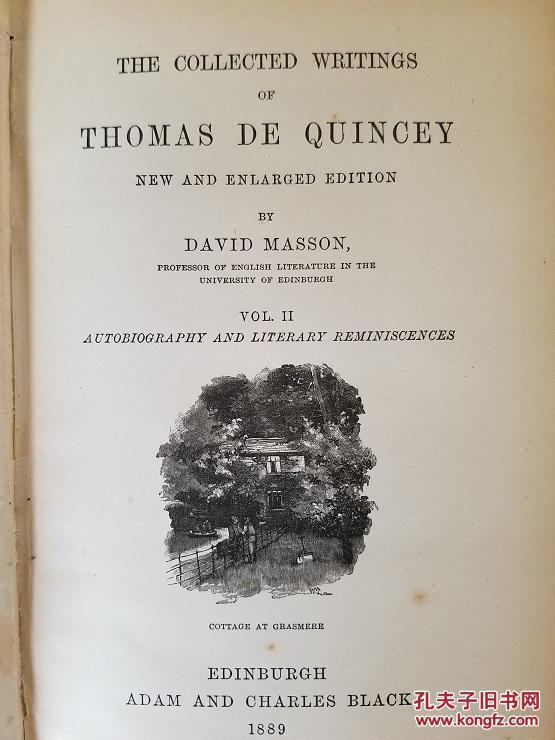 THE COLLECTED WRITINGS
OF
THOMAS DE QUINCEY
NEW AND ENLARGED EDITION
BY
DAVID MASSON,
PROFESSOR OF ENGLISH LITERATURE IN THE
UNIVERSITY OF EDINBURGH
VOL. II
AUTOBIOGRAPHY AND LITERARY REMINISCENCES
COTTAGE AT GRASMERE
EDINBURGH
ADAM AND CHARLES BLACK
1889
孔夫子旧书网
www.kongfz.com